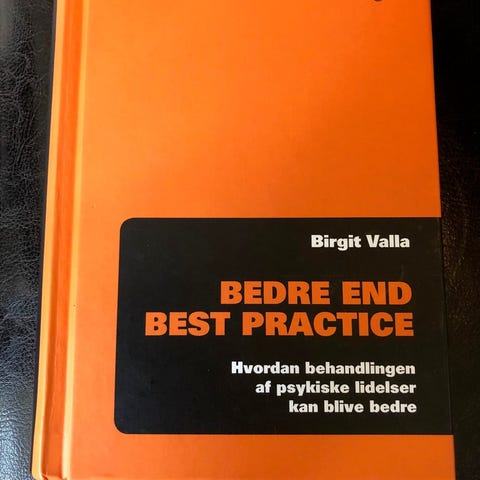 Birgit Valla
BEDRE END
BEST PRACTICE
Hvordan behandlingen
af psykiske lidelser
kan blive bedre